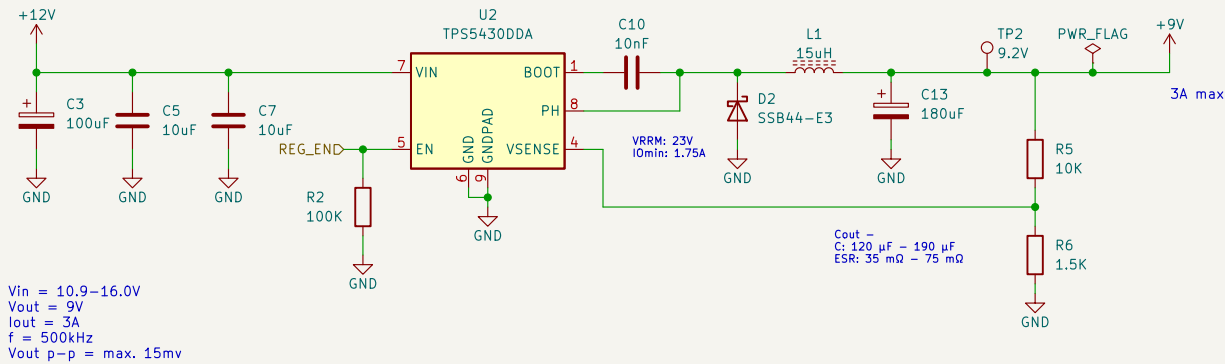 +12V
U2
TPS5430DDA
C10
10nF
L1
15uH
TP2
9.2V
PWR_FLAG
+9V
3A max
7
VIN
BOOT
1
PH
8
5
EN
VSENSE
4
GND
GNDPAD
6
9
GND
+
C3
100uF
GND
C5
10uF
GND
C7
10uF
GND
REG_EN
R2
100K
GND
D2
SSB44-E3
VRRM: 23V
IOmin: 1.75A
GND
+
C13
180uF
GND
R5
10K
Cout -
C: 120 µF - 190 µF
ESR: 35 mΩ - 75 mΩ
R6
1.5K
GND
Vin = 10.9-16.0V
Vout = 9V
Iout = 3A
f = 500kHz
Vout p-p = max. 15mv